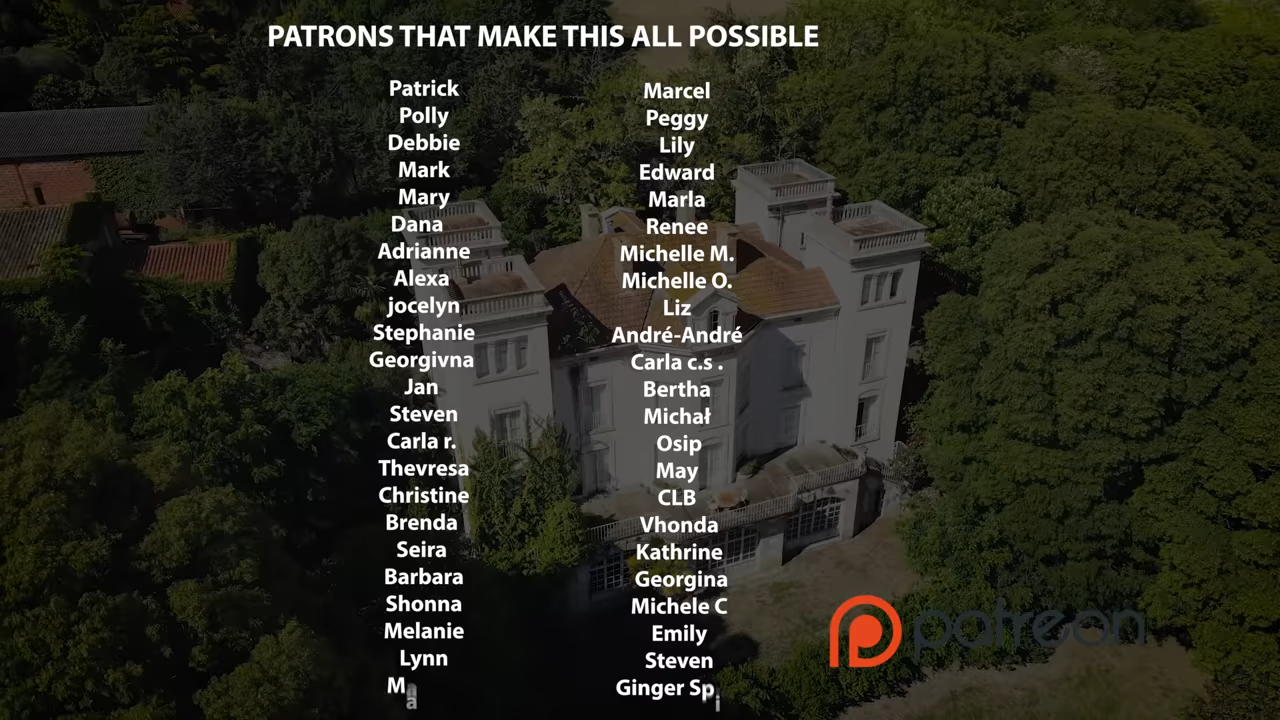 PATRONS THAT MAKE THIS ALL POSSIBLE
Patrick
Polly
Debbie
Mark
Mary
Dana
Adrianne
Alexa
jocelyn
Stephanie
Georgivna
Jan
Steven
Carla r.
Thevresa
Christine
Brenda
Seira
Barbara
Shonna
Melanie
Lynn
Marcel
Peggy
Lily
Edward
Marla
Renee
Michelle M.
Michelle O.
Liz
André-André
Carla c.s .
Bertha
Michał
Osip
May
CLB
Vhonda
Kathrine
Georgina
Michele C
Emily
Steven
Ginger
patreon